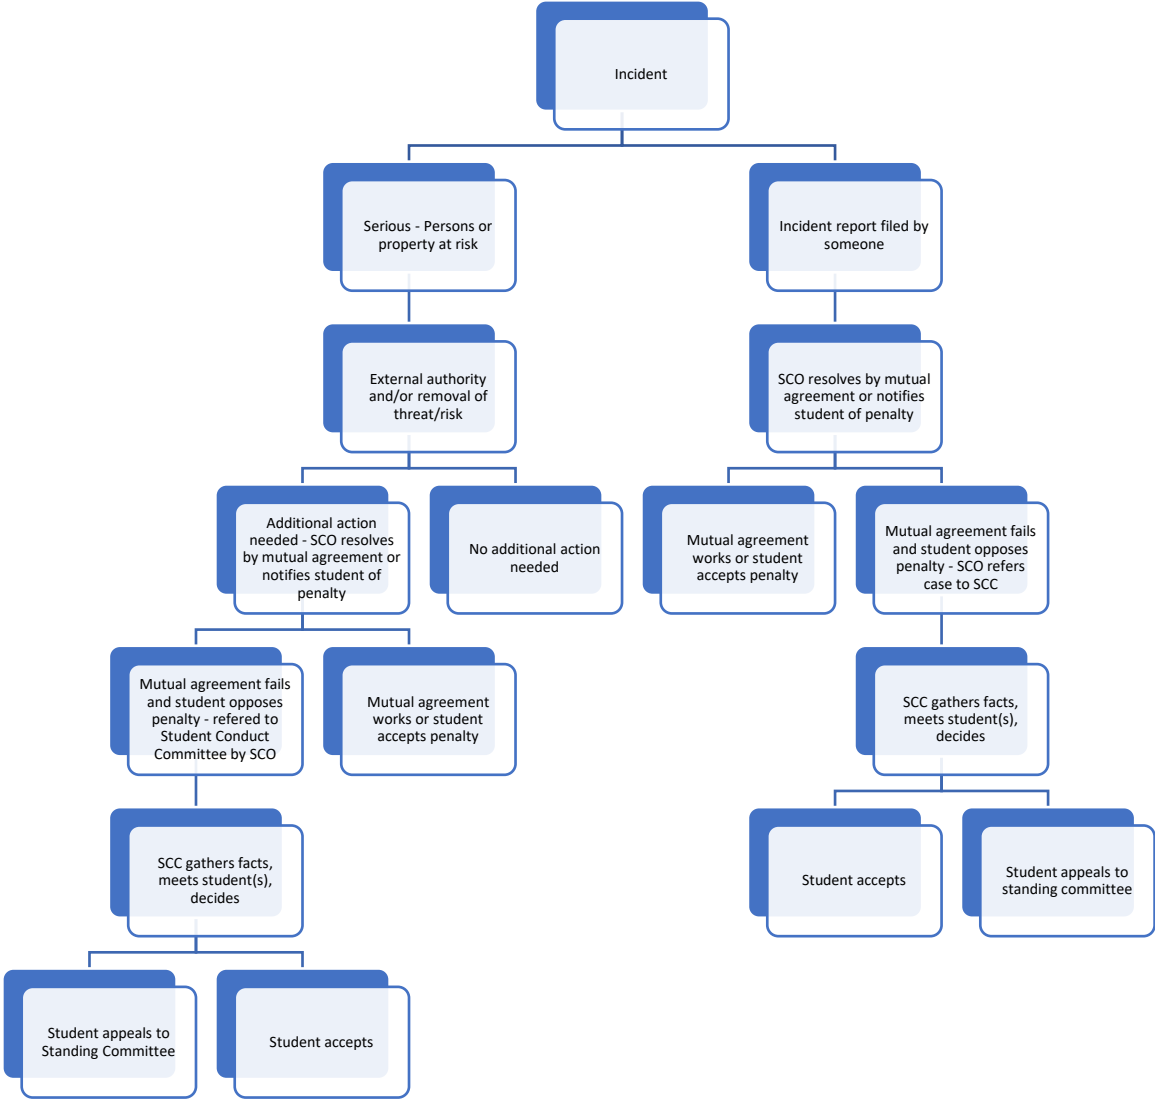 Incident
Serious - Persons or
property at risk
Incident report filed by
someone
External authority
and/or removal of
threat/risk
SCO resolves by mutual
agreement or notifies
student of penalty
Additional action
needed - SCO resolves
by mutual agreement or
notifies student of
penalty
No additional action
needed
Mutual agreement
works or student
accepts penalty
Mutual agreement fails
and student opposes
penalty - SCO refers
case to SCC
Mutual agreement fails
and student opposes
penalty - refered to
Student Conduct
Committee by SCO
Mutual agreement
works or student
accepts penalty
SCC gathers facts,
meets student(s),
decides
SCC gathers facts,
meets student(s),
decides
Student accepts
Student appeals to
standing committee
Student appeals to
Standing Committee
Student accepts